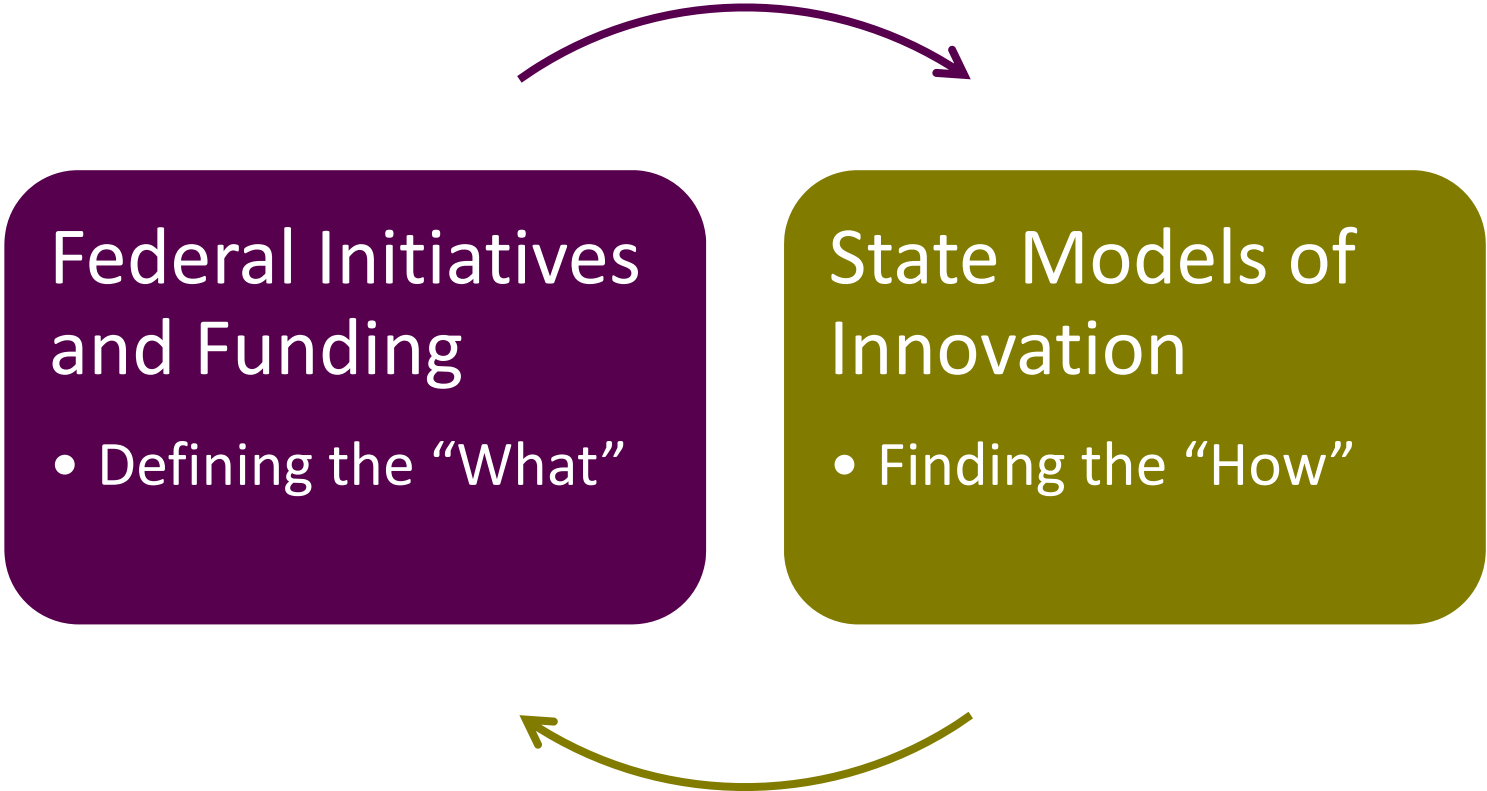 Federal Initiatives
and Funding
• Defining the “What”
State Models of
Innovation
• Finding the “How”